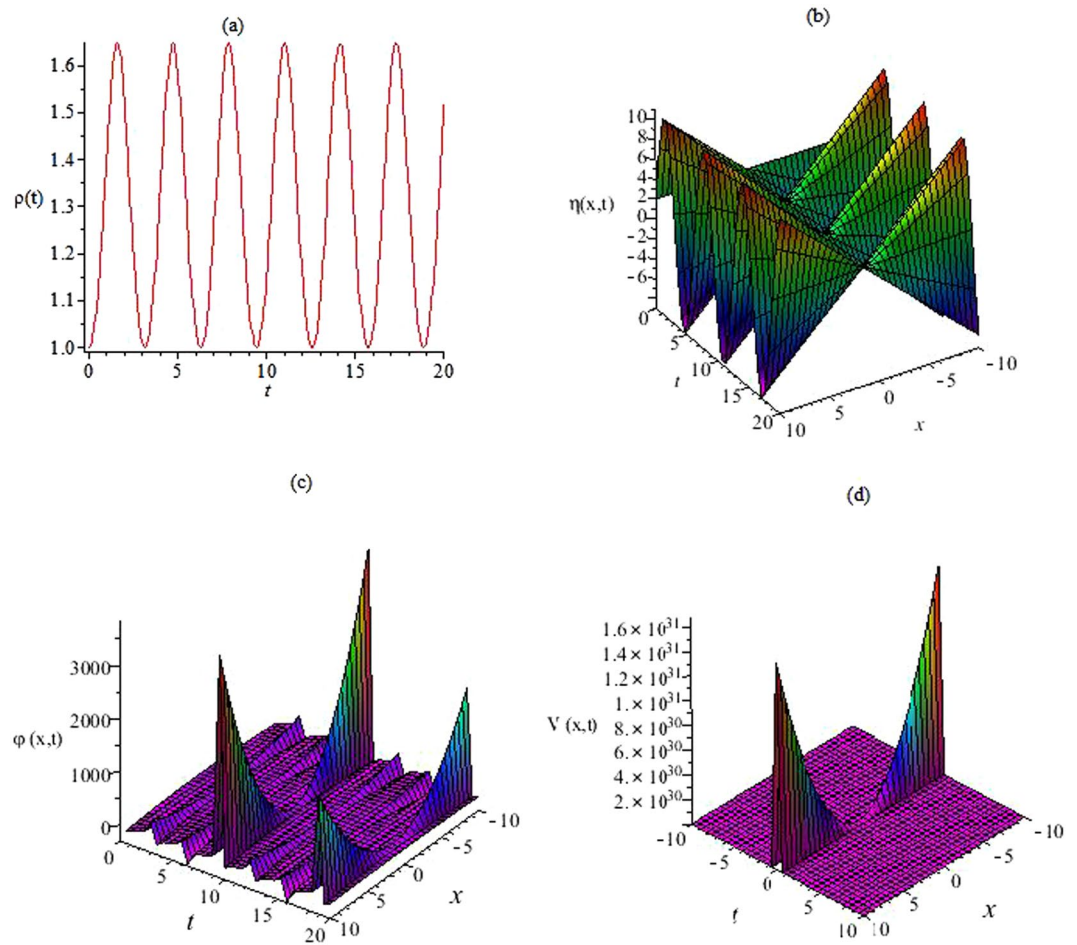 (a)
1.6
1.5
1.4
ρ(t)
1.3
1.2
1.1
1.0
0 5 10 15 20
t
(b)
10
8
6
4
2
η(x,t)
0
−2
−4
−6
0
5
10
15
20
t
−10
−5
0
5
10
x
(c)
3000
2000
φ (x,t)
1000
0
0
5
10
15
20
t
−10
−5
0
5
10
x
(d)
1.6 × 10³¹
1.4 × 10³¹
1.2 × 10³¹
1. × 10³¹
V (x,t)
8. × 10³⁰
6. × 10³⁰
4. × 10³⁰
2. × 10³⁰
−10
−5
0
5
10
t
−10
−5
0
5
10
x